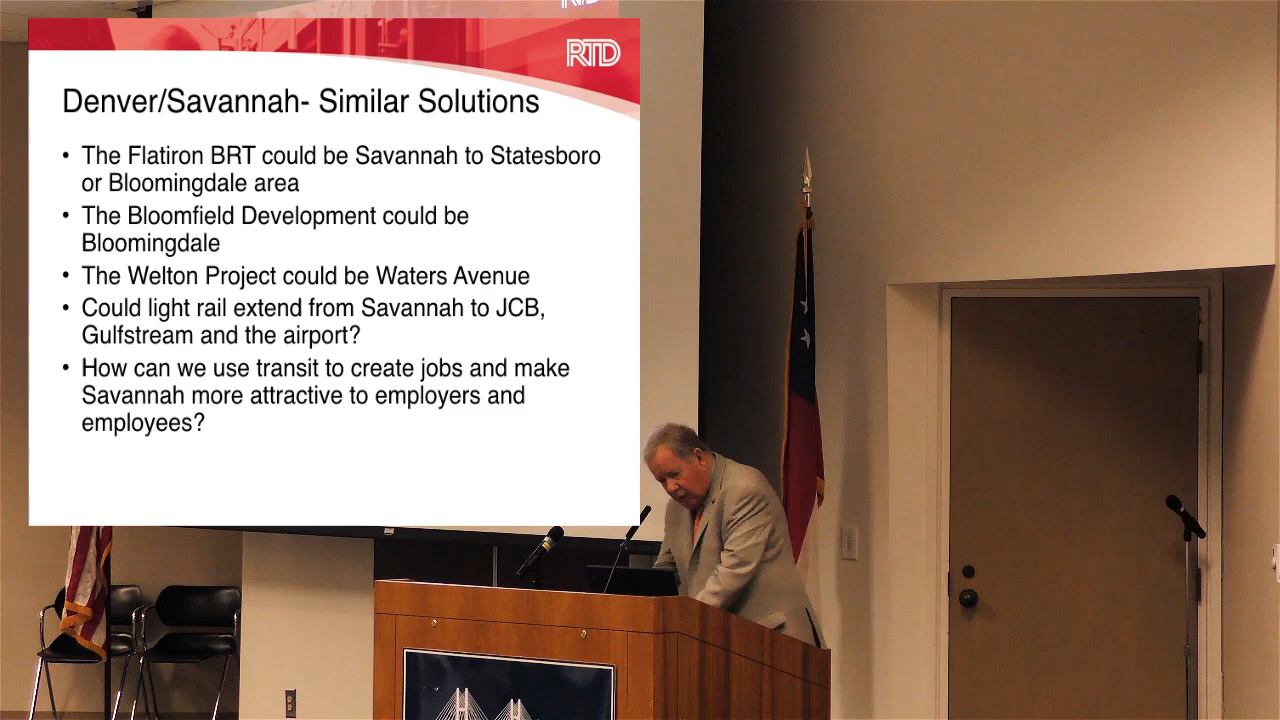 RTD
Denver/Savannah- Similar Solutions
• The Flatiron BRT could be Savannah to Statesboro
or Bloomingdale area
• The Bloomfield Development could be
Bloomingdale
• The Welton Project could be Waters Avenue
• Could light rail extend from Savannah to JCB,
Gulfstream and the airport?
• How can we use transit to create jobs and make
Savannah more attractive to employers and
employees?